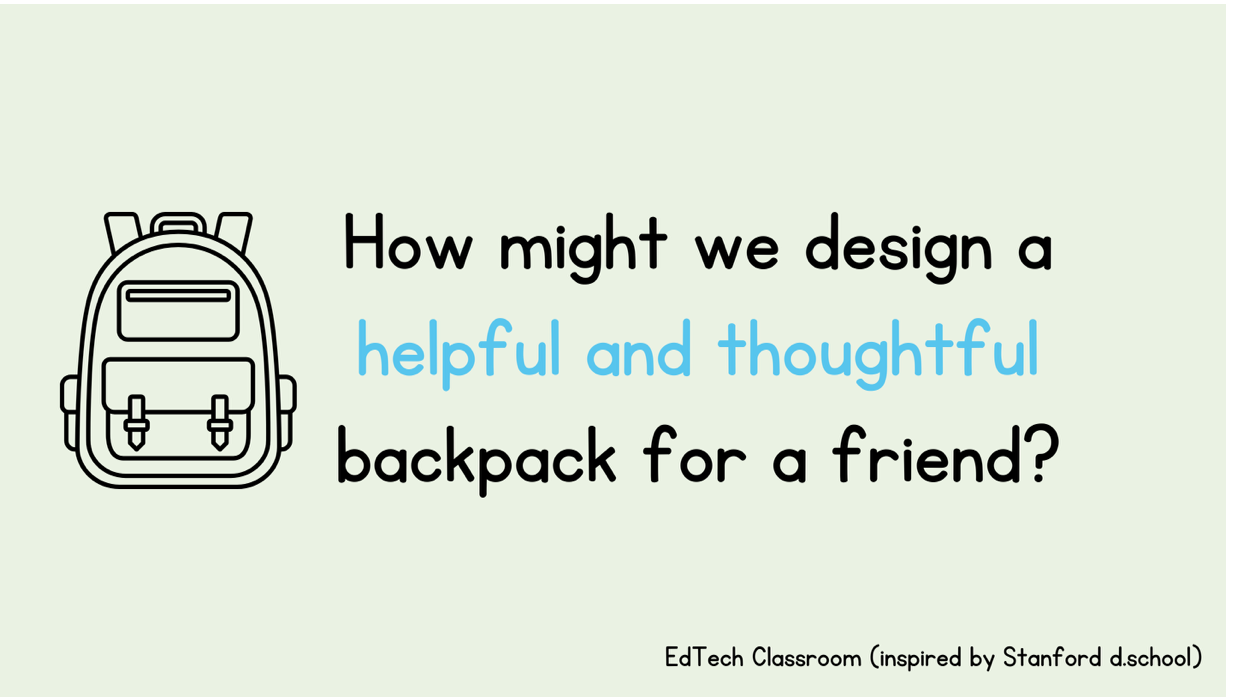 How might we design a
helpful and thoughtful
backpack for a friend?
EdTech Classroom (inspired by Stanford d.school)